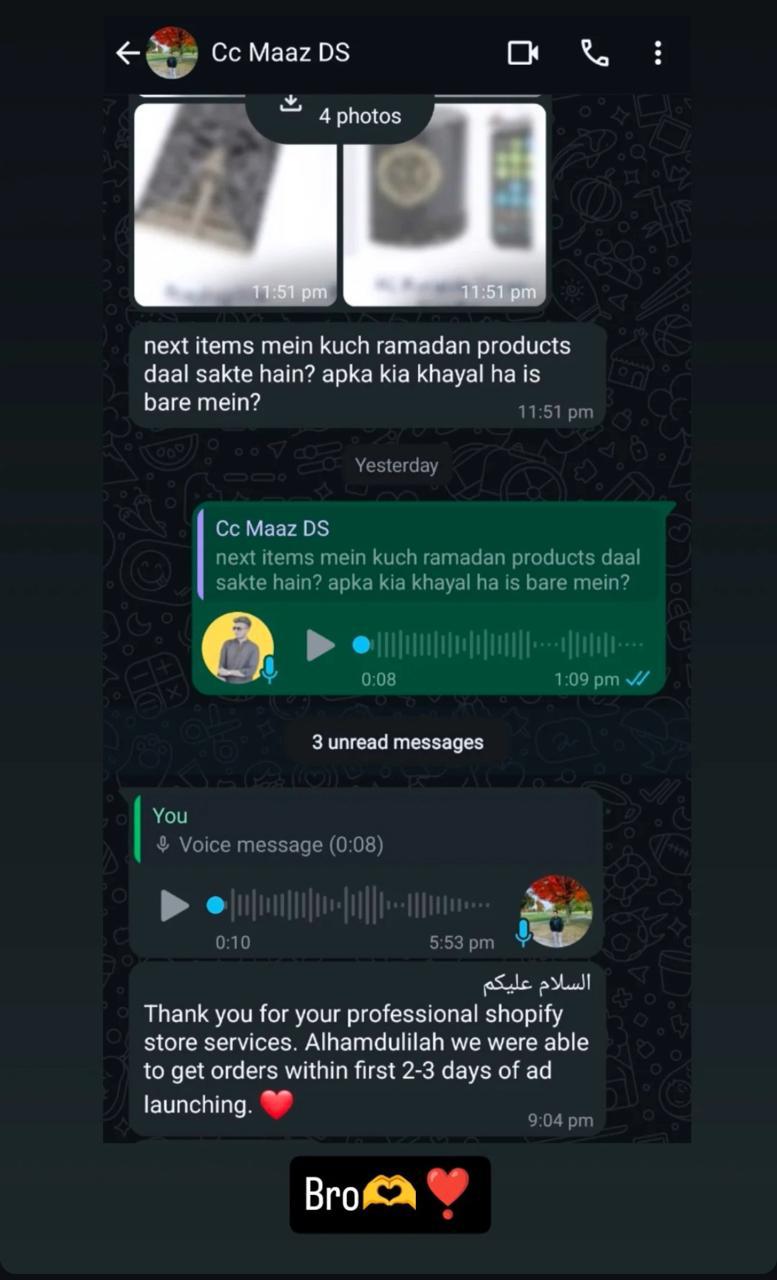 Cc Maaz DS
4 photos
11:51 pm
11:51 pm
next items mein kuch ramadan products
daal sakte hain? apka kia khayal ha is
bare mein?
11:51 pm
Yesterday
Cc Maaz DS
next items mein kuch ramadan products daal
sakte hain? apka kia khayal ha is bare mein?
0:08
1:09 pm
3 unread messages
You
Voice message (0:08)
0:10
5:53 pm
السلام عليكم
Thank you for your professional shopify
store services. Alhamdulilah we were able
to get orders within first 2-3 days of ad
launching. ❤️
9:04 pm
Bro🫶❣️